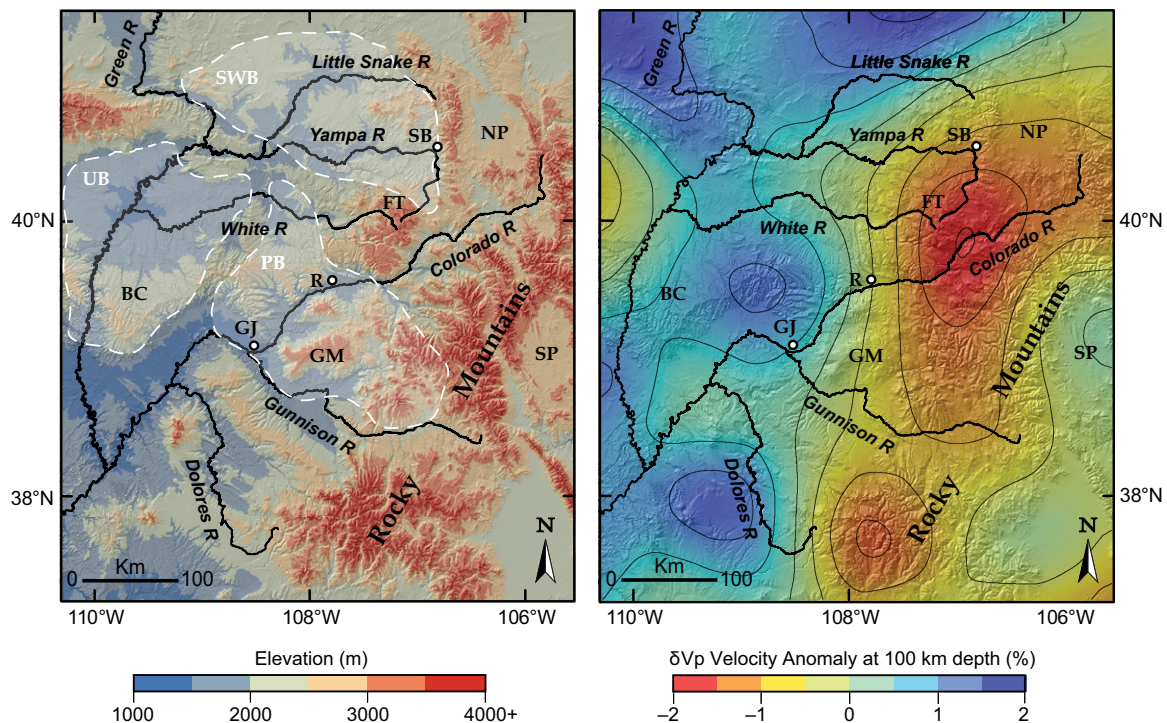 Green R
SWB
Little Snake R
Yampa R
SB
NP
UB
FT
40°N
White R
Colorado R
PB
BC
R
GJ
GM
SP
Mountains
Gunnison R
Dolores R
Rocky
38°N
N
Km
0 100
110°W 108°W 106°W
Elevation (m)
1000 2000 3000 4000+
Green R
Little Snake R
Yampa R
SB
NP
FT
40°N
White R
Colorado R
BC
R
GJ
GM
SP
Mountains
Gunnison R
Dolores R
Rocky
38°N
N
Km
0 100
110°W 108°W 106°W
δVp Velocity Anomaly at 100 km depth (%)
–2 –1 0 1 2